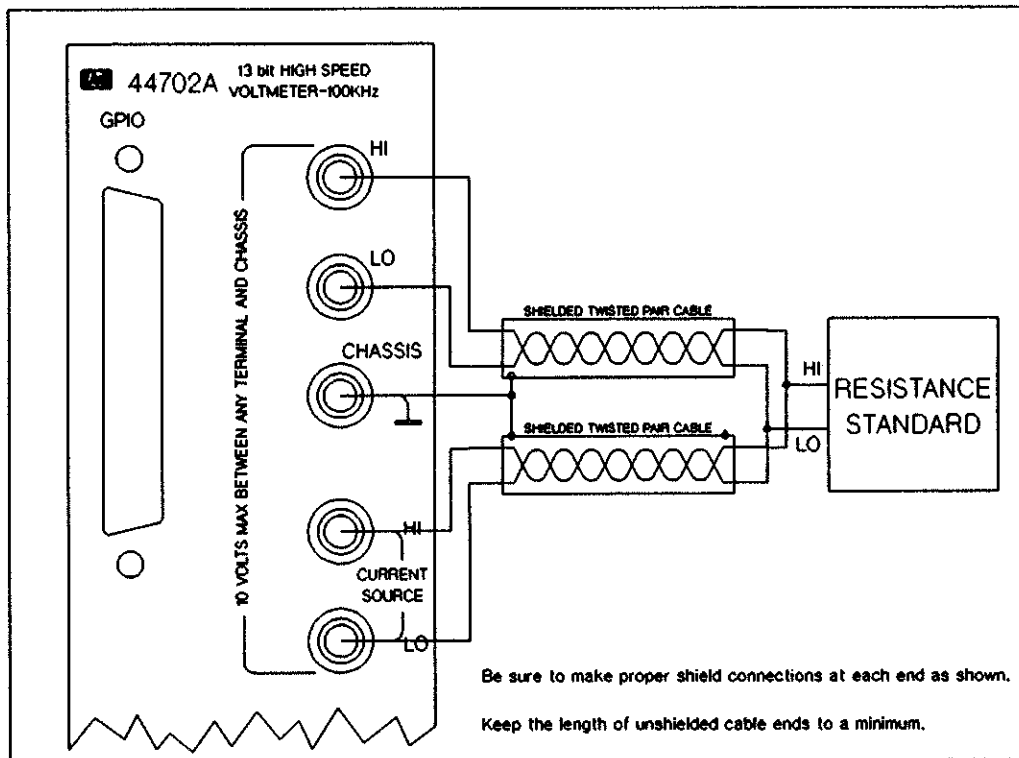 hp 44702A
13 bit HIGH SPEED
VOLTMETER-100KHz
GPIO
10 VOLTS MAX BETWEEN ANY TERMINAL AND CHASSIS
HI
LO
CHASSIS
HI
CURRENT
SOURCE
LO
SHIELDED TWISTED PAIR CABLE
SHIELDED TWISTED PAIR CABLE
HI
LO
RESISTANCE
STANDARD
Be sure to make proper shield connections at each end as shown.
Keep the length of unshielded cable ends to a minimum.